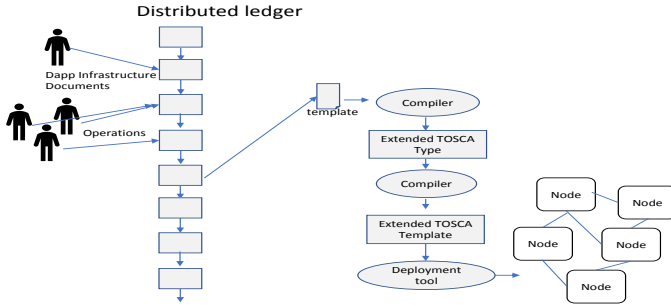 Distributed ledger
Dapp Infrastructure
Documents
Operations
template
Compiler
Extended TOSCA
Type
Compiler
Extended TOSCA
Template
Deployment
tool
Node
Node
Node
Node
Node